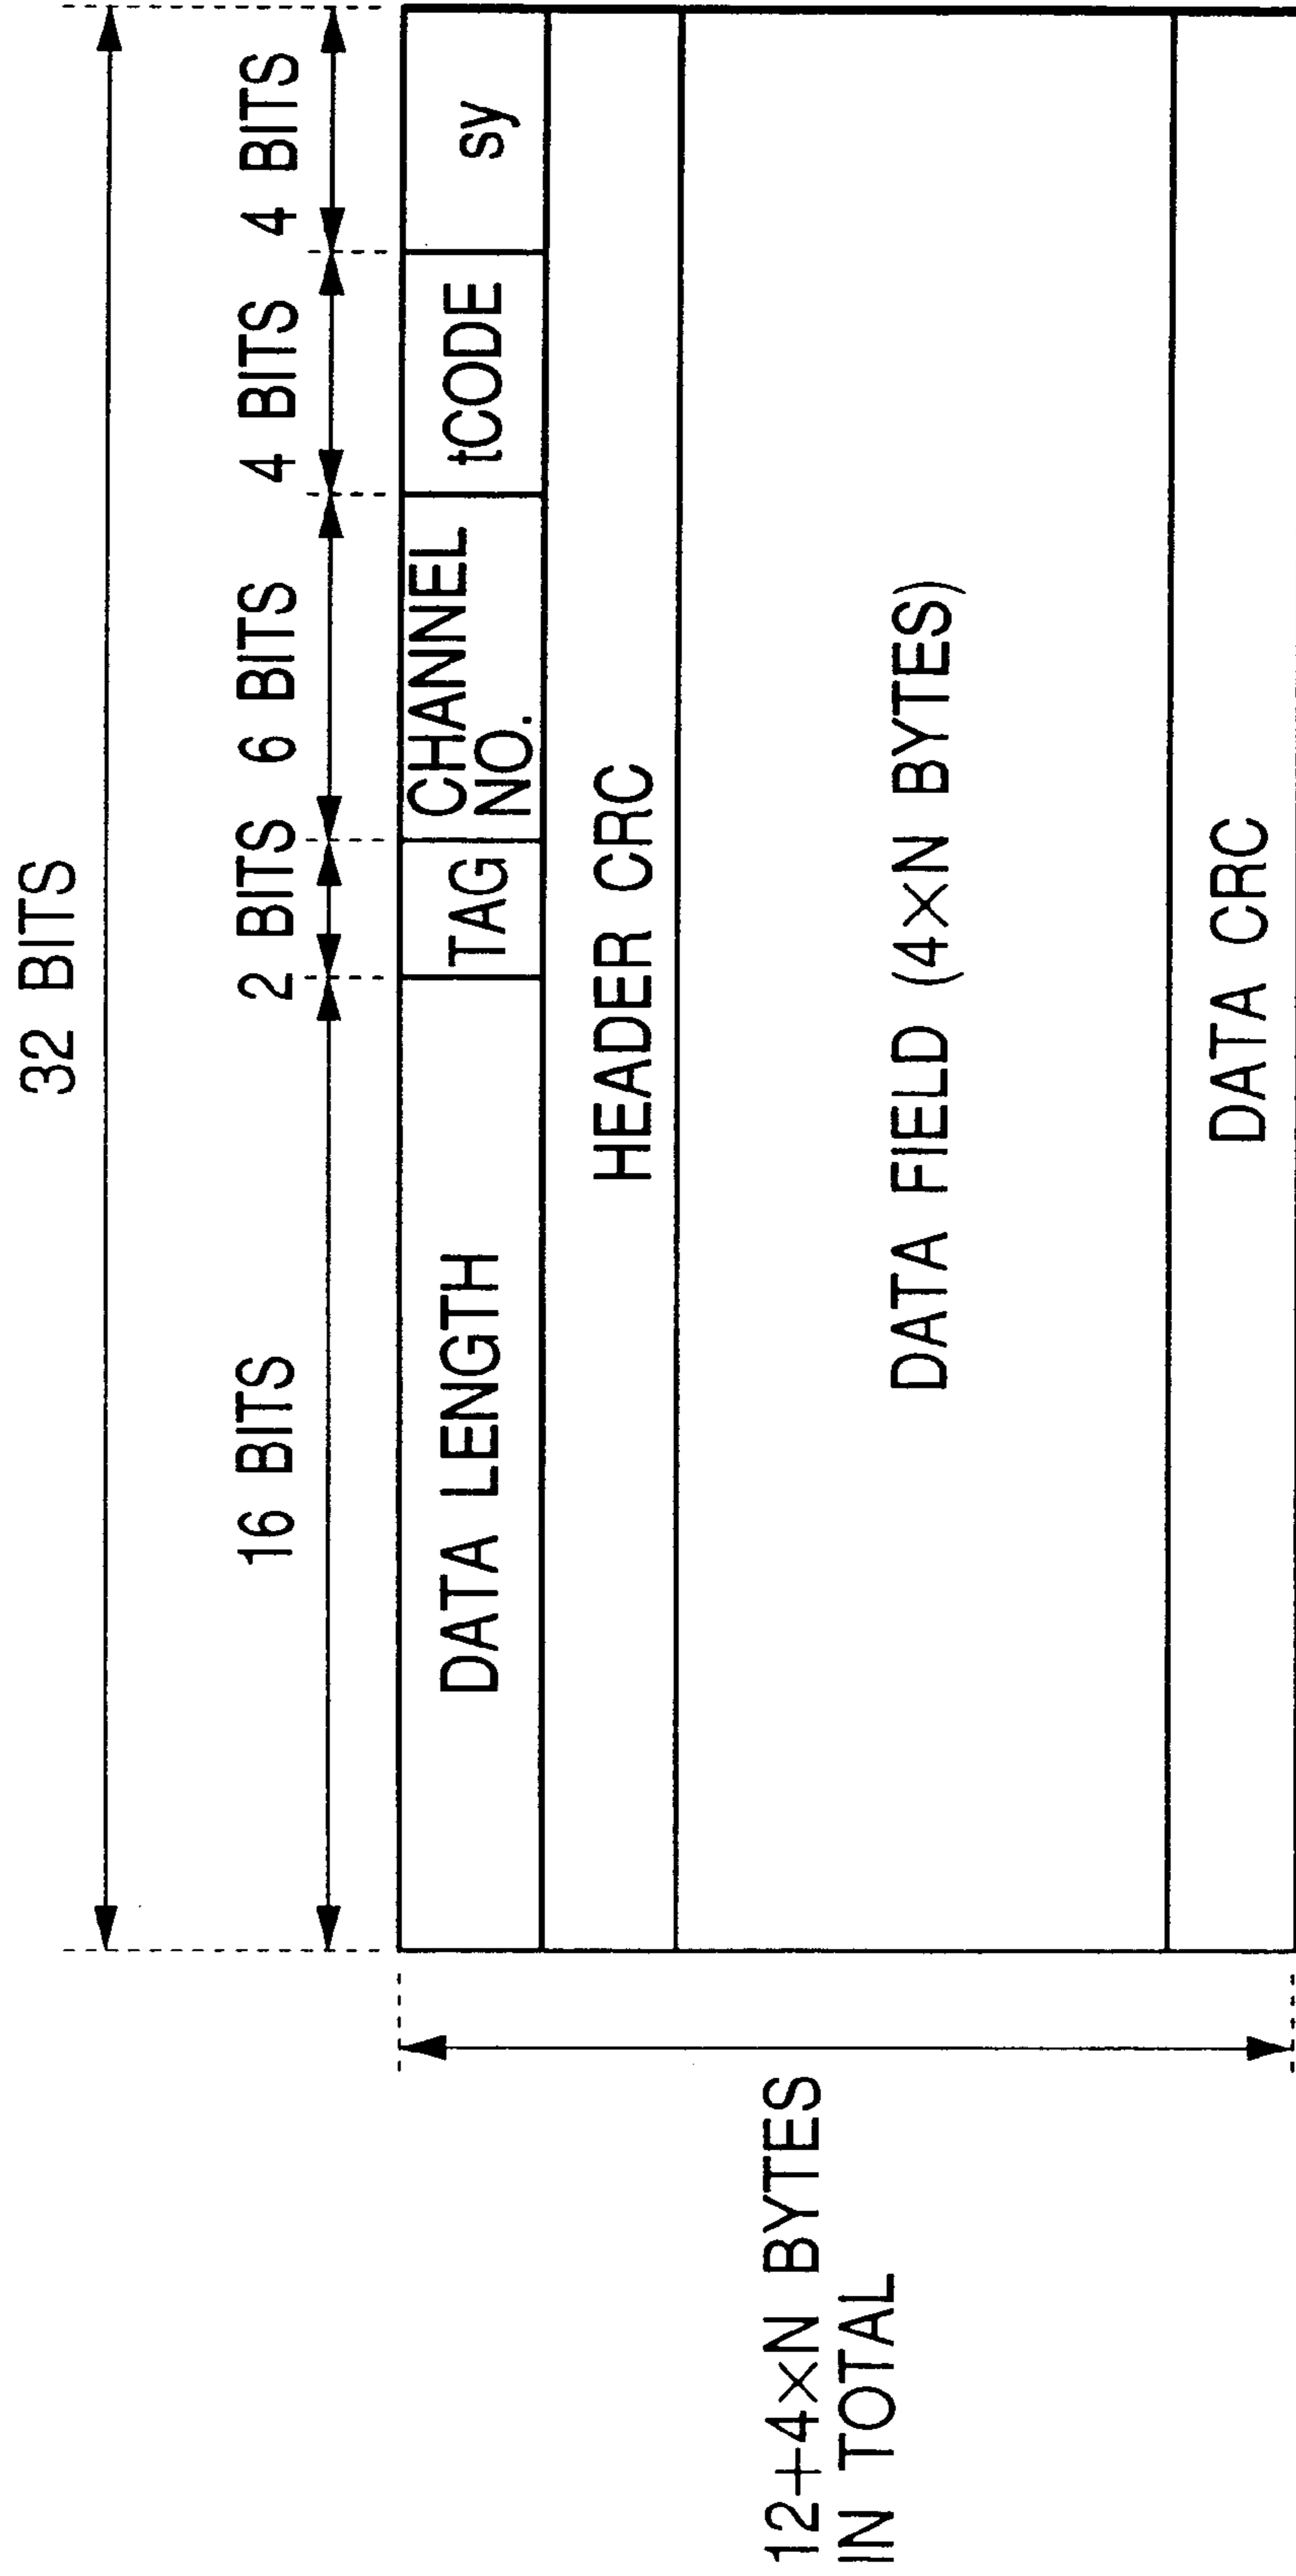 32 BITS
16 BITS
2 BITS
6 BITS
4 BITS
4 BITS
DATA LENGTH
TAG
CHANNEL
NO.
tCODE
sy
HEADER CRC
DATA FIELD (4×N BYTES)
DATA CRC
12+4×N BYTES
IN TOTAL